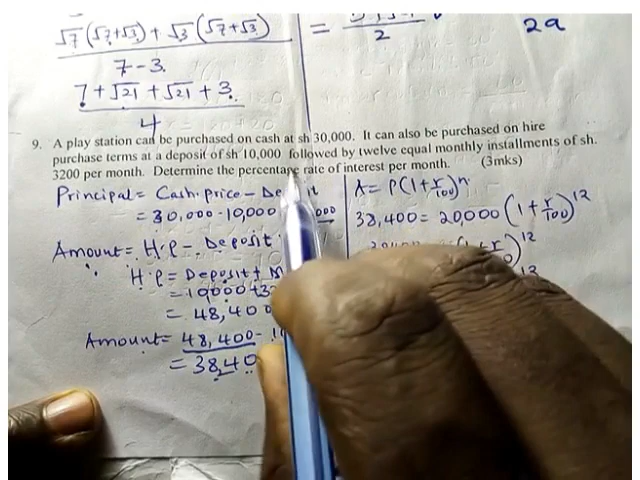 √7(√7+√3) + √3(√7+√3) =
2
2a
7-3
7+√21 + √21 + 3
4
9. A play station can be purchased on cash at sh 30,000. It can also be purchased on hire
purchase terms at a deposit of sh 10,000 followed by twelve equal monthly installments of sh.
3200 per month. Determine the percentage rate of interest per month. (3mks)
Principal = Cash.price - De
= 30,000 - 10,000
Amount = H.P - Deposit
H.P = Deposit +
= 10000 + 32
= 48,400
Amount = 48,400 -
= 38,40
A = P(1+r/100)ⁿ
38,400 = 20,000 (1+r/100)¹²